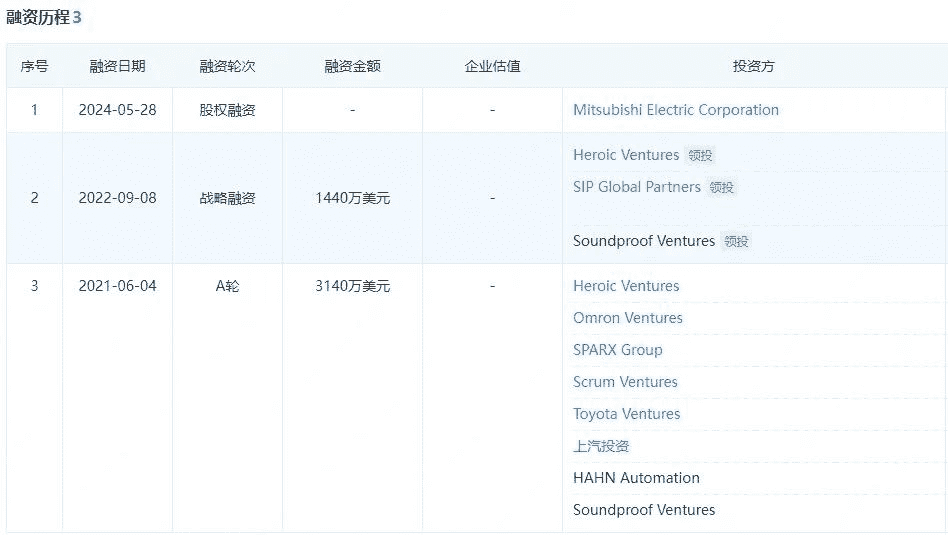 融资历程3
序号 融资日期 融资轮次 融资金额 企业估值 投资方
1 2024-05-28 股权融资 - - Mitsubishi Electric Corporation
Heroic Ventures 领投
SIP Global Partners 领投
2 2022-09-08 战略融资 1440万美元 -
Soundproof Ventures 领投
3 2021-06-04 A轮 3140万美元 - Heroic Ventures
Omron Ventures
SPARX Group
Scrum Ventures
Toyota Ventures
上汽投资
HAHN Automation
Soundproof Ventures